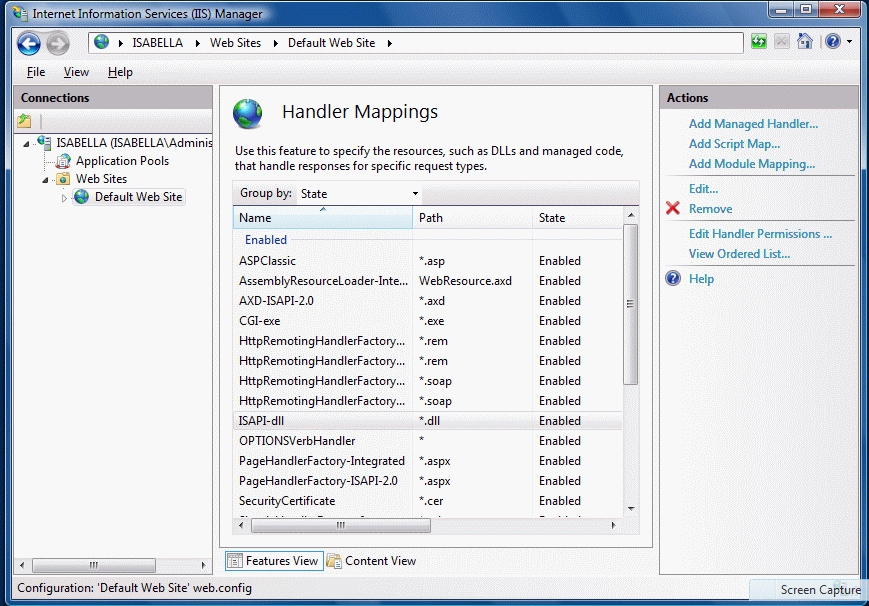 Internet Information Services (IIS) Manager
ISABELLA Web Sites Default Web Site
File View Help
Connections
ISABELLA (ISABELLA\Adminis
Application Pools
Web Sites
Default Web Site
Handler Mappings
Use this feature to specify the resources, such as DLLs and managed code,
that handle responses for specific request types.
Group by: State
Name Path State
Enabled
ASPClassic *.asp Enabled
AssemblyResourceLoader-Inte... WebResource.axd Enabled
AXD-ISAPI-2.0 *.axd Enabled
CGI-exe *.exe Enabled
HttpRemotingHandlerFactory... *.rem Enabled
HttpRemotingHandlerFactory... *.rem Enabled
HttpRemotingHandlerFactory... *.soap Enabled
HttpRemotingHandlerFactory... *.soap Enabled
ISAPI-dll *.dll Enabled
OPTIONSVerbHandler * Enabled
PageHandlerFactory-Integrated *.aspx Enabled
PageHandlerFactory-ISAPI-2.0 *.aspx Enabled
SecurityCertificate *.cer Enabled
Features View Content View
Actions
Add Managed Handler...
Add Script Map...
Add Module Mapping...
Edit...
Remove
Edit Handler Permissions ...
View Ordered List...
Help
Configuration: 'Default Web Site' web.config
Screen Capture